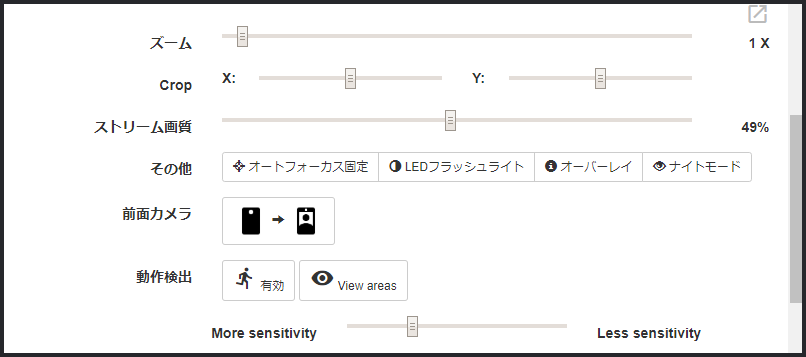 ズーム 1 X
Crop X: Y:
ストリーム画質 49%
その他 オートフォーカス固定 LEDフラッシュライト オーバーレイ ナイトモード
前面カメラ
動作検出 有効 View areas
More sensitivity Less sensitivity